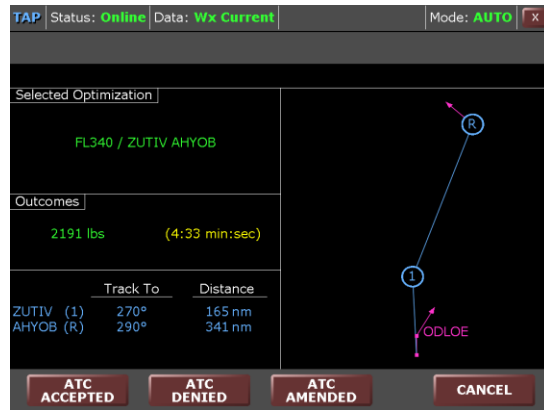 TAP Status: Online Data: Wx Current Mode: AUTO X
Selected Optimization
FL340 / ZUTIV AHYOB
Outcomes
2191 lbs (4:33 min:sec)
Track To Distance
ZUTIV (1) 270° 165 nm
AHYOB (R) 290° 341 nm
R
1
ODLOE
ATC ACCEPTED
ATC DENIED
ATC AMENDED
CANCEL